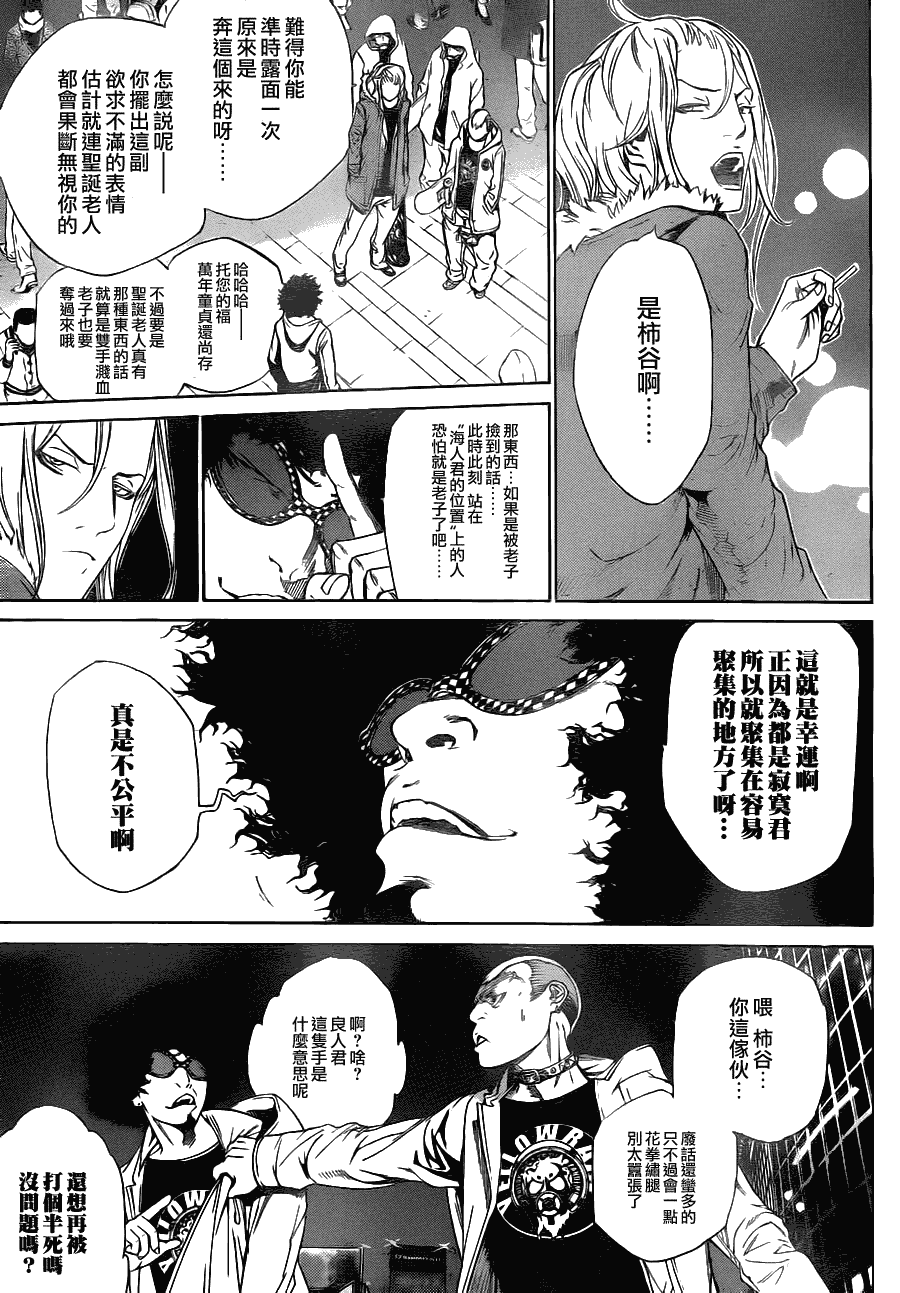 是柿谷啊……
難得你能
準時露面一次
原來是
奔這個來的呀……
怎麼説呢——
你擺出這副
欲求不滿的表情
估計就連聖誕老人
都會果斷無視你的
哈哈哈
托您的福——
萬年童貞還尚存
不過要是
聖誕老人真有
那種東西的話
就算是雙手濺血
老子也要
奪過來哦
那東西…如果是被老子
撿到的話……
此時此刻 站在
“海人君的位置”上的人
恐怕就是老子了吧……
這就是幸運啊
正因為都是寂寞君
所以就聚集在容易
聚集的地方了呀…
真是不公平啊
喂 柿谷…
你這傢伙…
廢話還蠻多的
只不過會一點
花拳繡腿
別太囂張了
啊？啥？
良人君
這隻手是
什麼意思呢
還想再被
打個半死嗎
沒問題嗎？